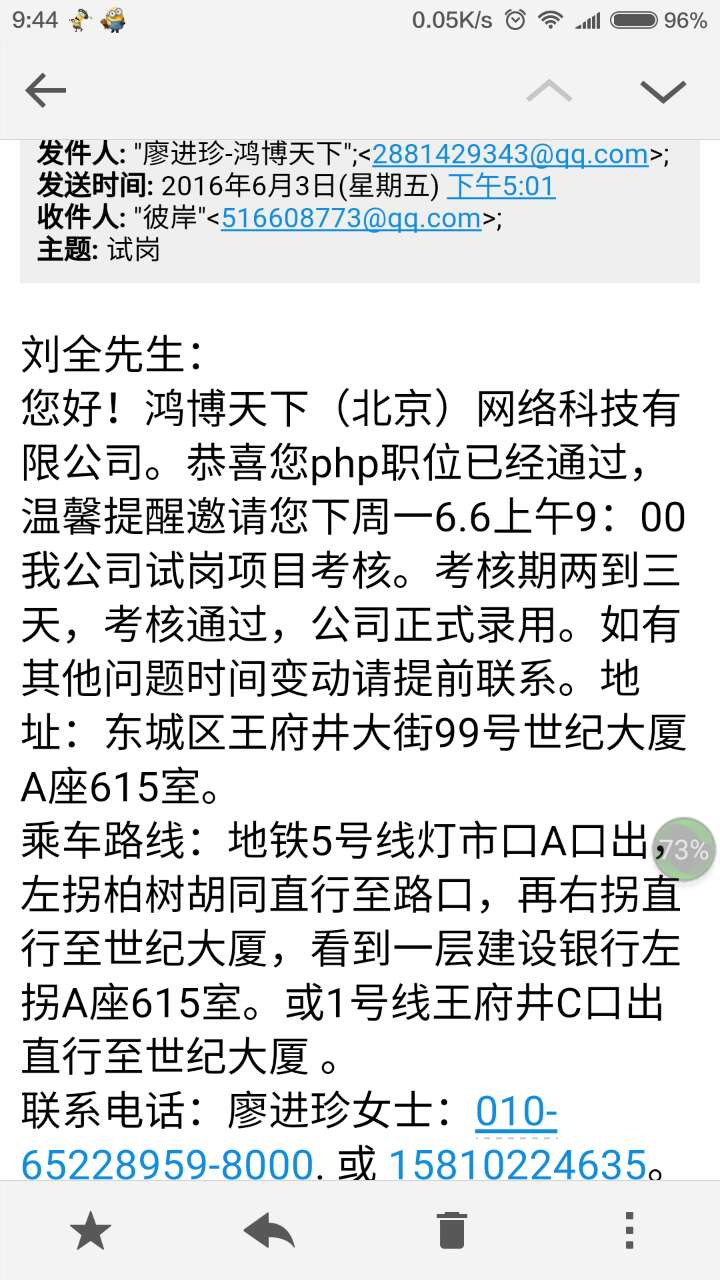 9:44 0.05K/s 96%
发件人: "廖进珍-鸿博天下";<2881429343@qq.com>;
发送时间: 2016年6月3日(星期五) 下午5:01
收件人: "彼岸"<516608773@qq.com>;
主题: 试岗
刘全先生：
您好！鸿博天下（北京）网络科技有
限公司。恭喜您php职位已经通过，
温馨提醒邀请您下周一6.6上午9：00
我公司试岗项目考核。考核期两到三
天，考核通过，公司正式录用。如有
其他问题时间变动请提前联系。地
址：东城区王府井大街99号世纪大厦
A座615室。
乘车路线：地铁5号线灯市口A口出，
73%
左拐柏树胡同直行至路口，再右拐直
行至世纪大厦，看到一层建设银行左
拐A座615室。或1号线王府井C口出
直行至世纪大厦 。
联系电话：廖进珍女士：010-
65228959-8000. 或 15810224635。